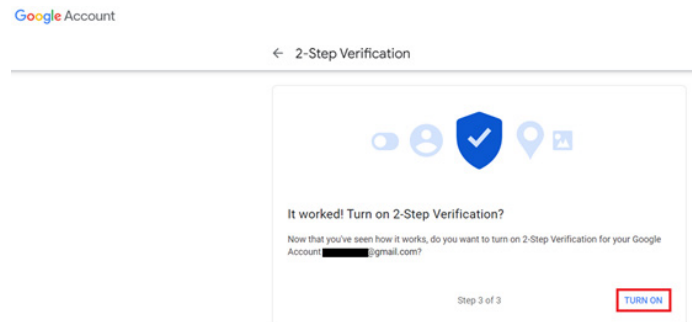 Google Account
← 2-Step Verification
It worked! Turn on 2-Step Verification?
Now that you've seen how it works, do you want to turn on 2-Step Verification for your Google
Account @gmail.com?
Step 3 of 3
TURN ON